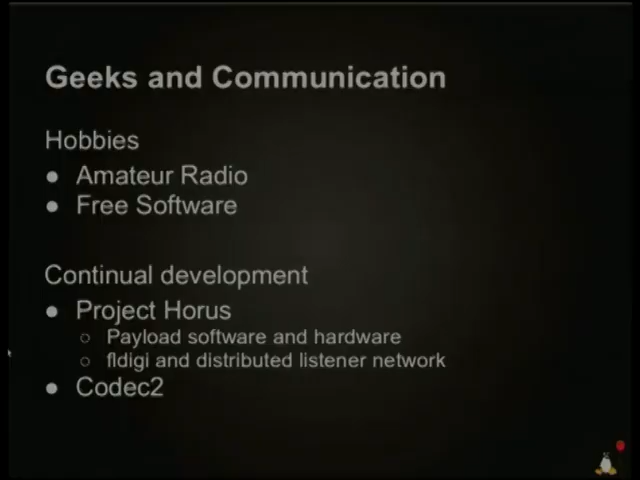 Geeks and Communication
Hobbies
● Amateur Radio
● Free Software
Continual development
● Project Horus
○ Payload software and hardware
○ fldigi and distributed listener network
● Codec2